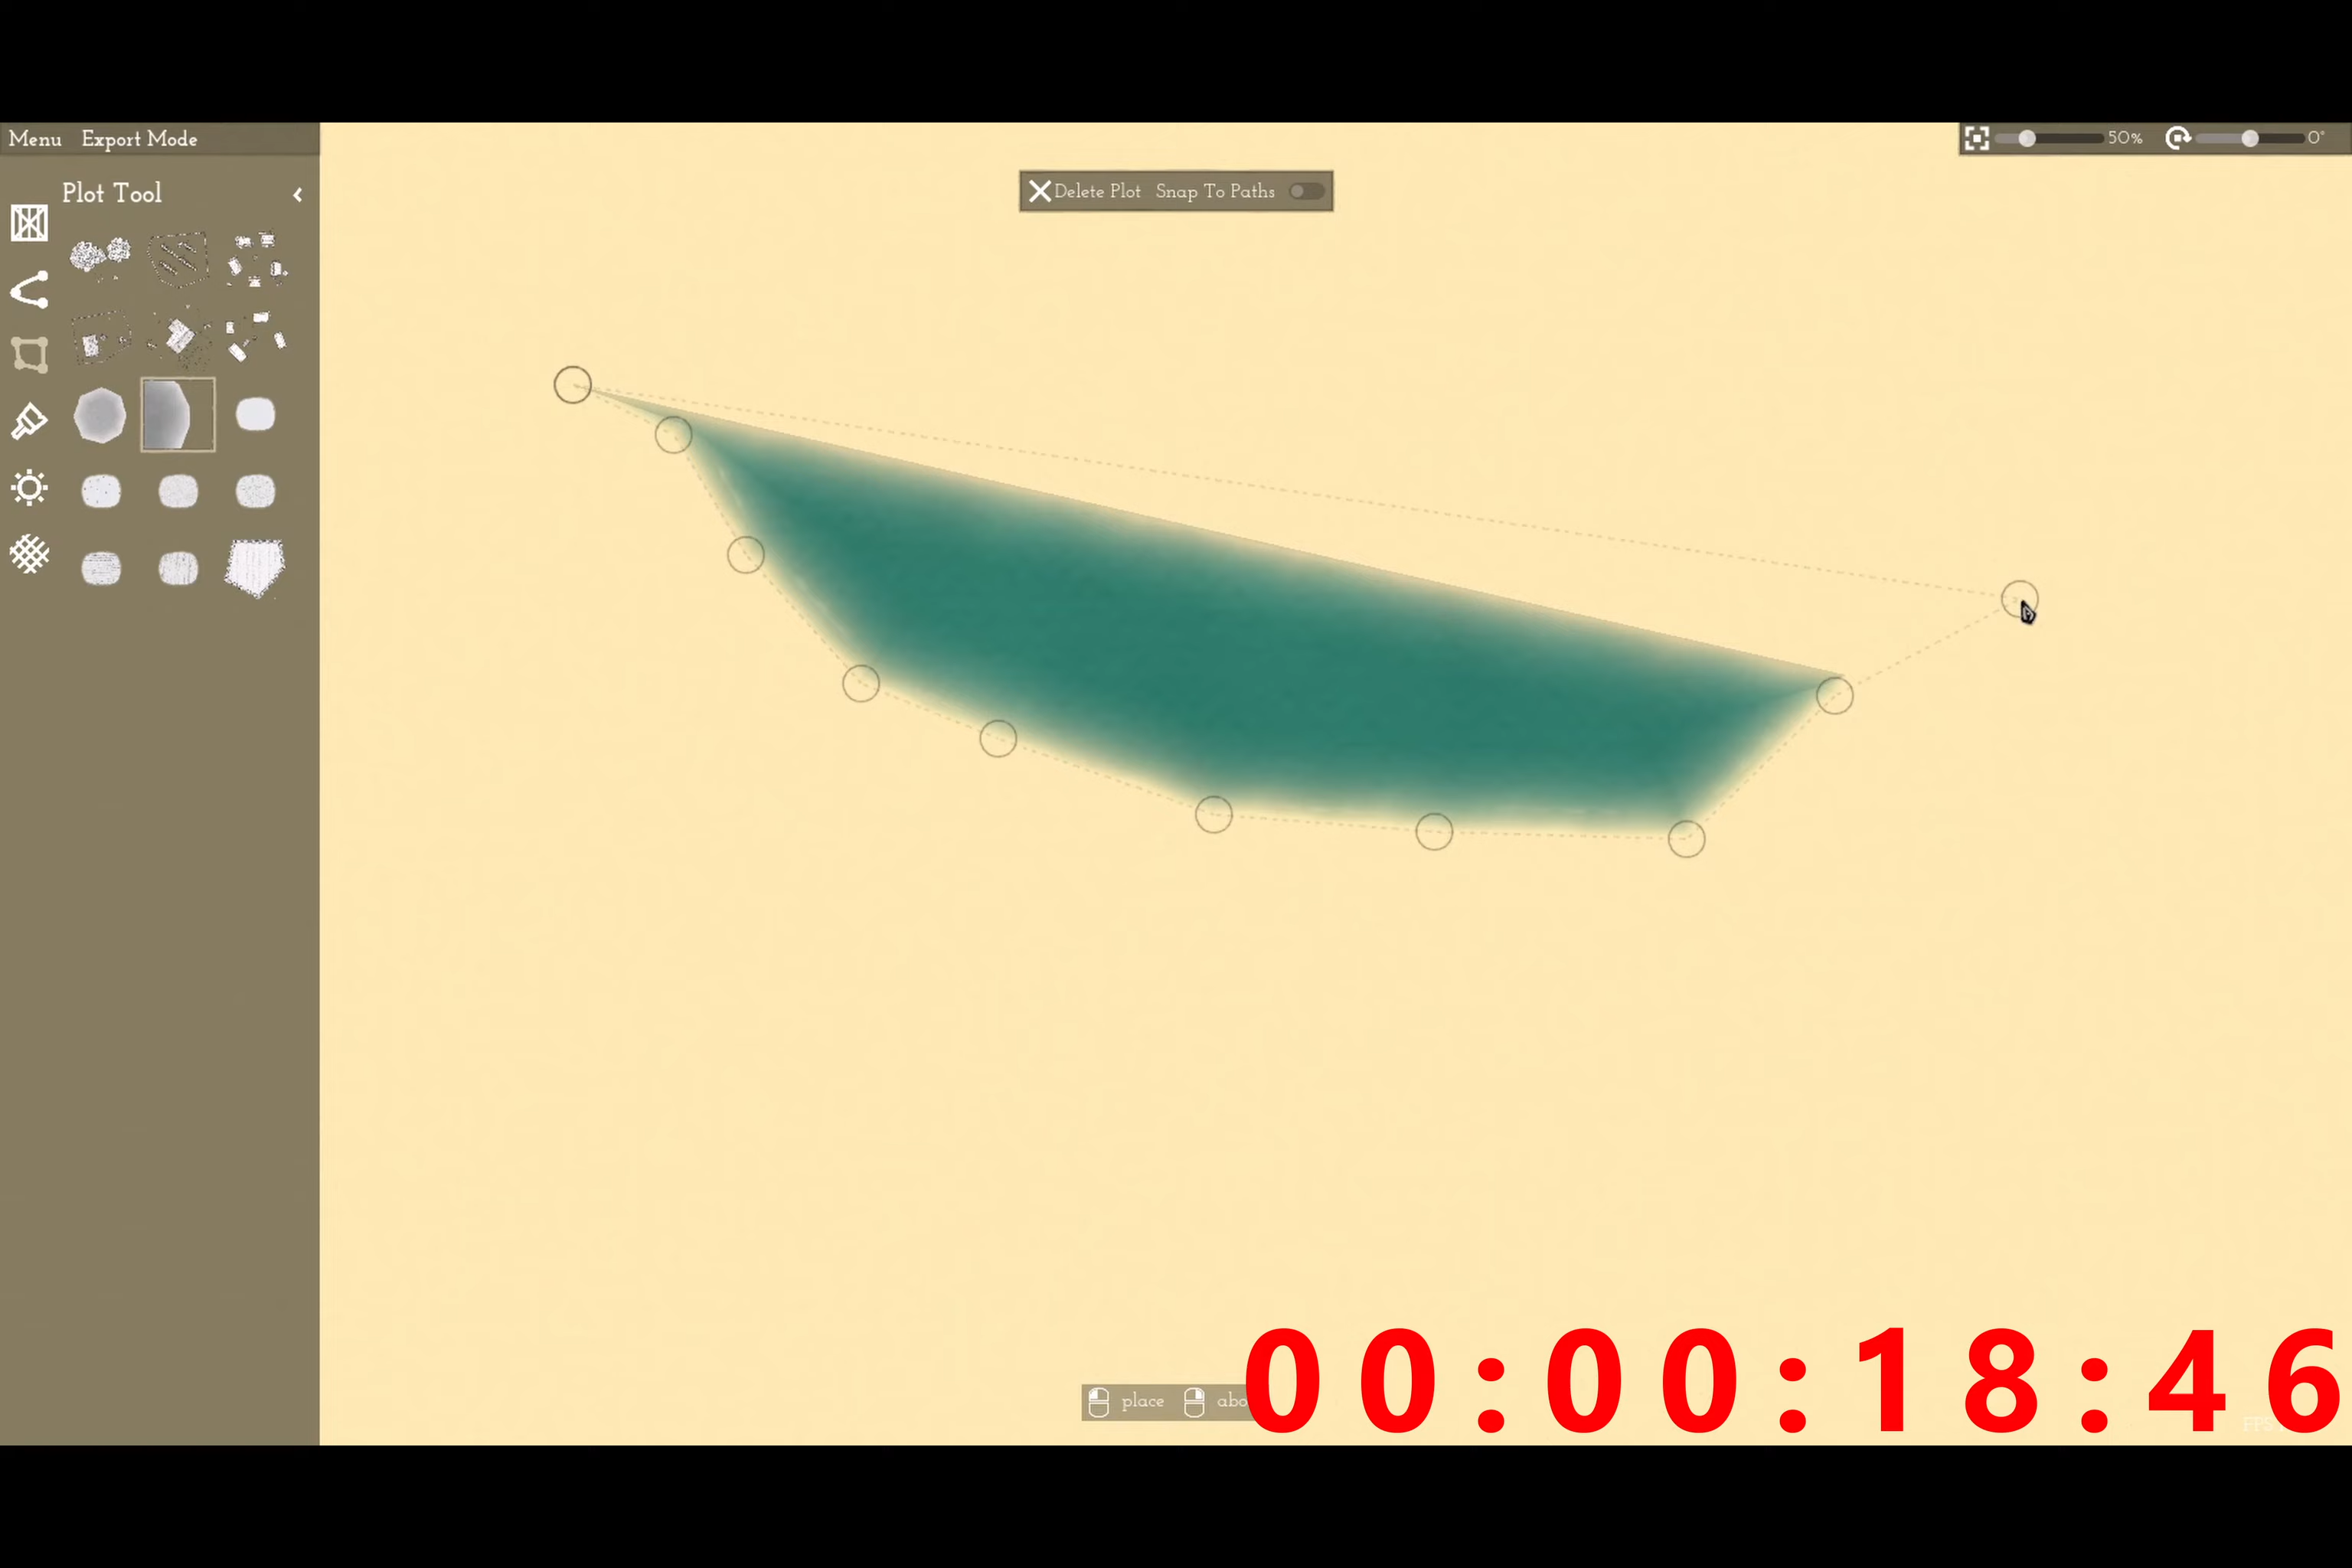 Menu Export Mode
50% 0°
Plot Tool
Delete Plot Snap To Paths
place
00:00:18:46